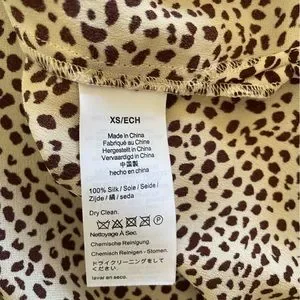 XS/ECH
Made in China
Fabriqué au Chine
Hergestellt in China
Vervaardigd in China
中国製
hecho en china
100% Silk / Soie / Seide /
Zijde / 絹 / seda
Dry Clean.
Nettoyage À Sec.
Chemische Reinigung.
Chemisch Reinigen.
ドライクリーニングをして
ください。
lavar en seco.